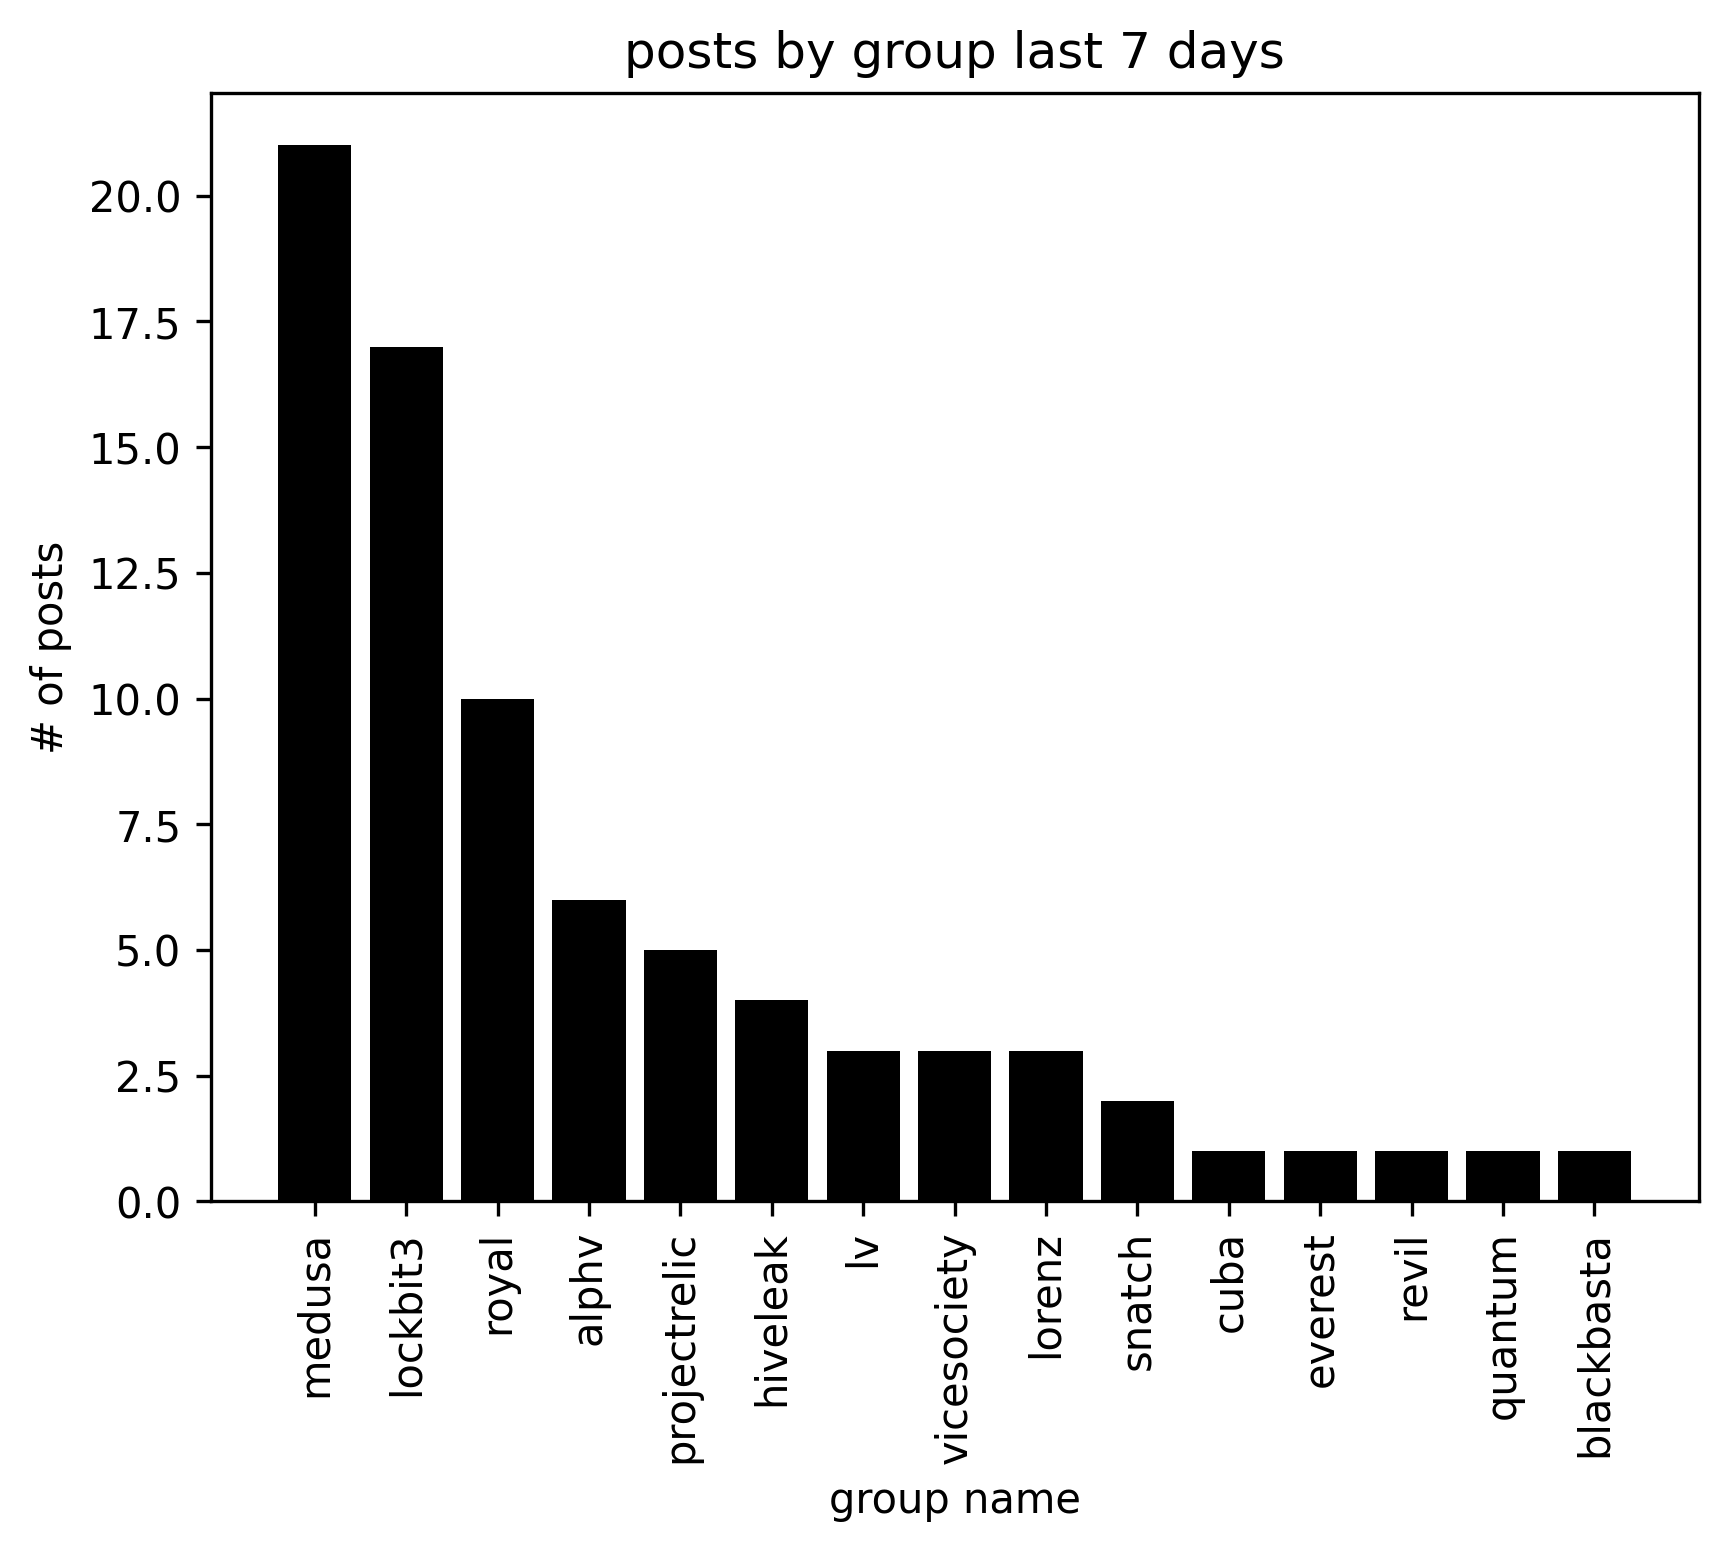 posts by group last 7 days
# of posts
20.0
17.5
15.0
12.5
10.0
7.5
5.0
2.5
0.0
medusa
lockbit3
royal
alphv
projectrelic
hiveleak
lv
vicesociety
lorenz
snatch
cuba
everest
revil
quantum
blackbasta
group name